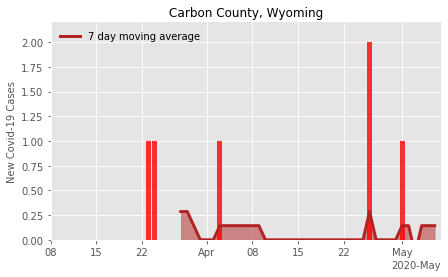 Carbon County, Wyoming
7 day moving average
New Covid-19 Cases
2.00
1.75
1.50
1.25
1.00
0.75
0.50
0.25
0.00
08 15 22 Apr 08 15 22 May
2020-May